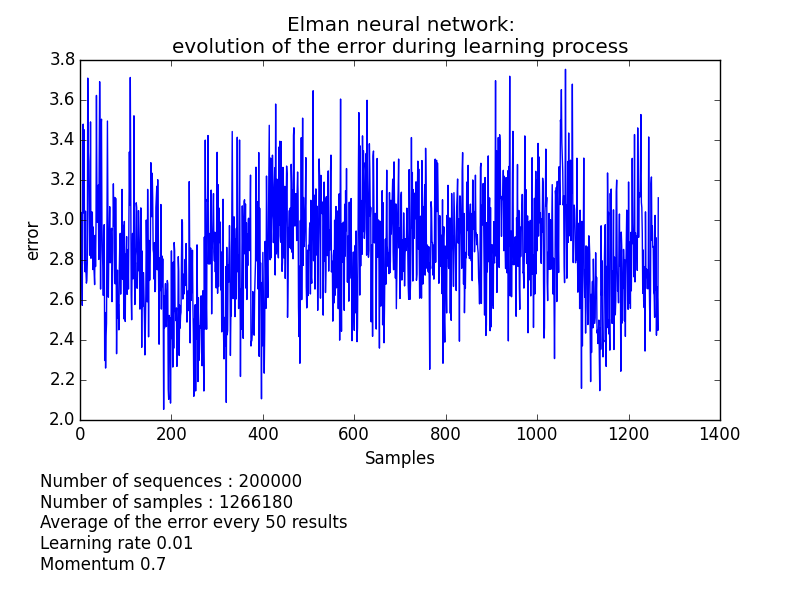 Elman neural network:
evolution of the error during learning process
3.8
3.6
3.4
3.2
3.0
2.8
2.6
2.4
2.2
2.0
error
0 200 400 600 800 1000 1200 1400
Samples
Number of sequences : 200000
Number of samples : 1266180
Average of the error every 50 results
Learning rate 0.01
Momentum 0.7